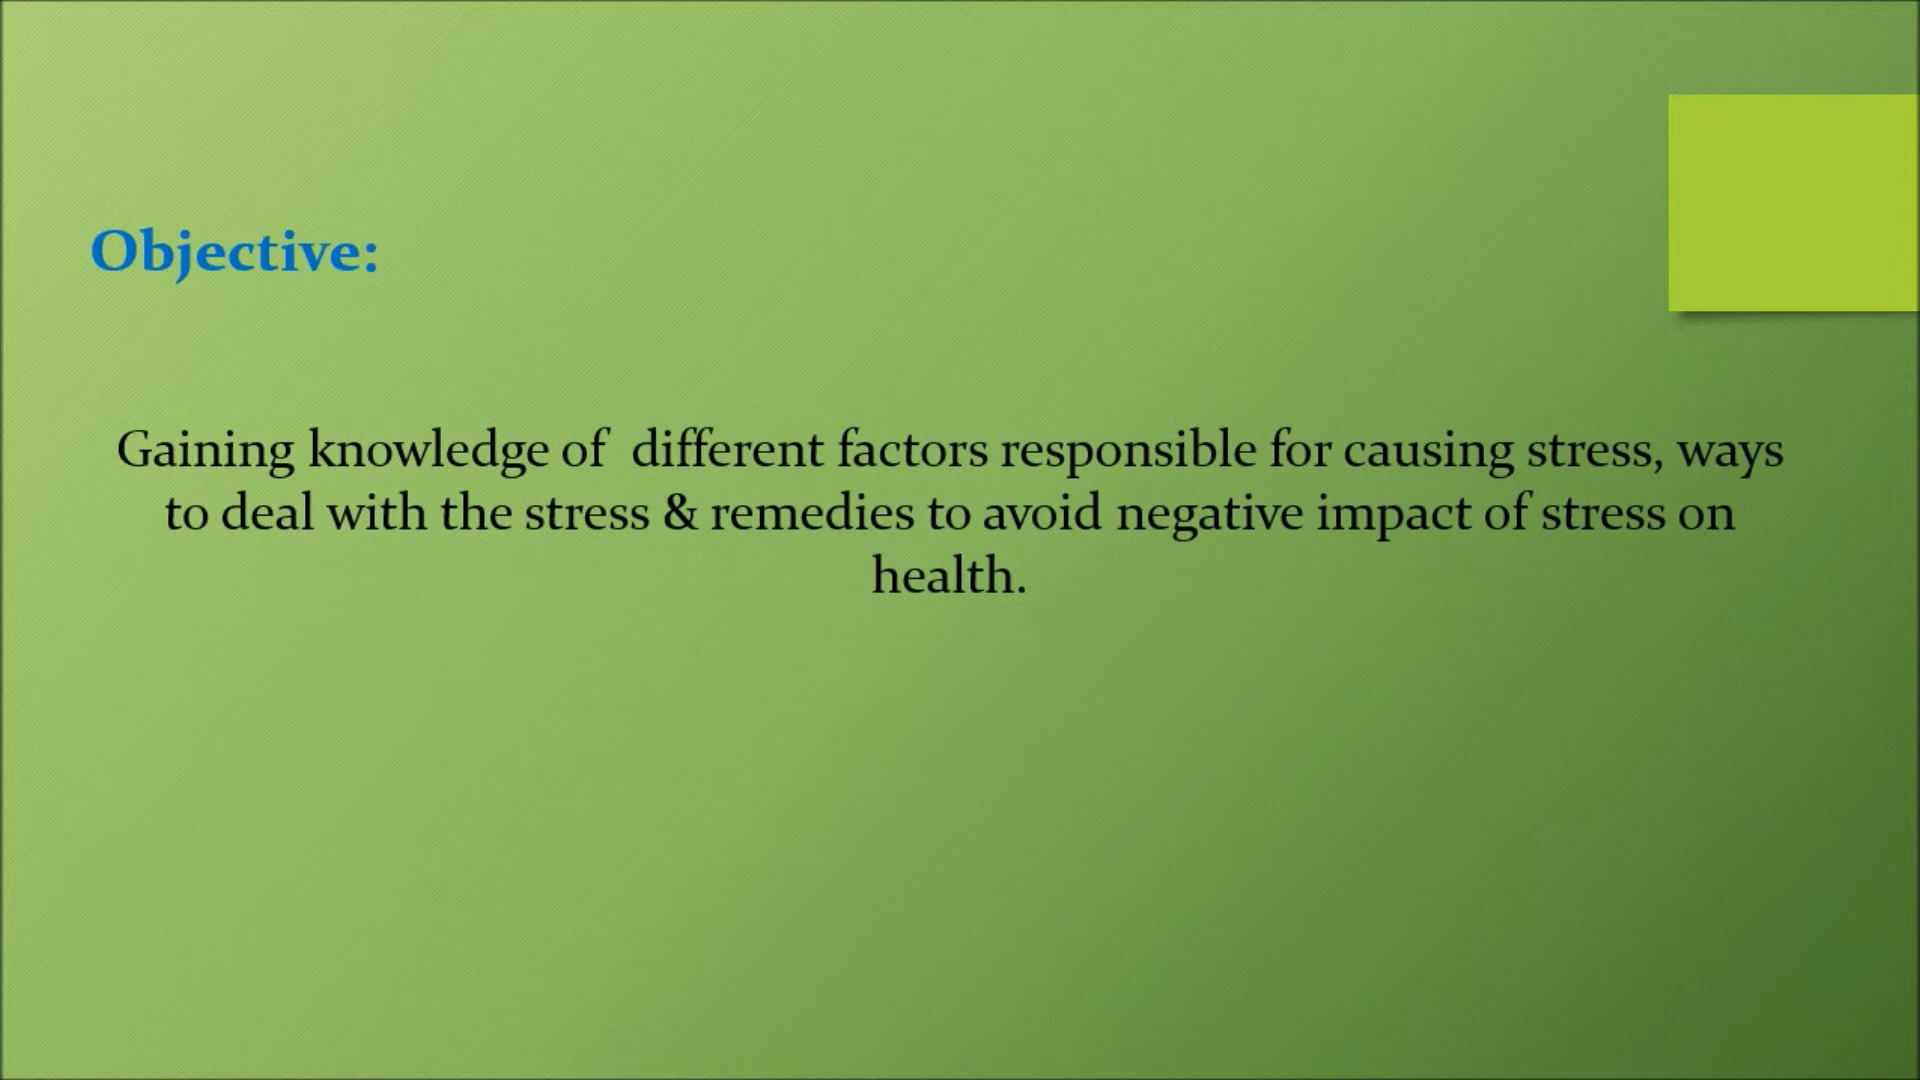 Objective:
Gaining knowledge of  different factors responsible for causing stress, ways
to deal with the stress & remedies to avoid negative impact of stress on
health.